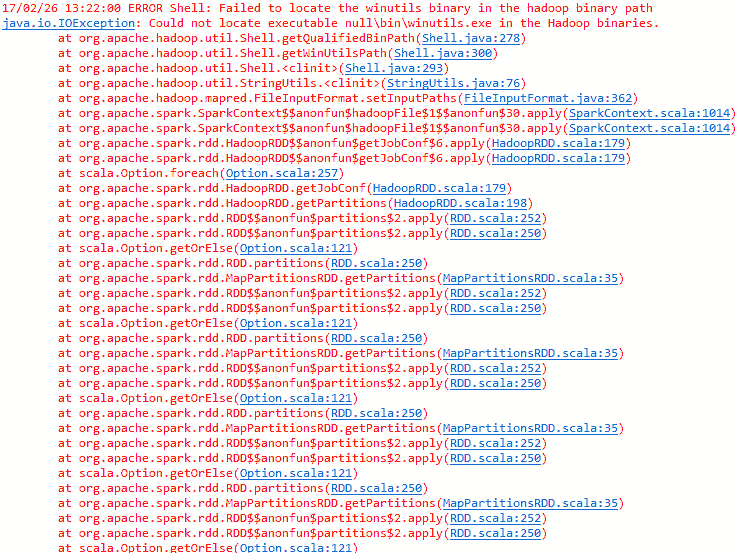 17/02/26 13:22:00 ERROR Shell: Failed to locate the winutils binary in the hadoop binary path
java.io.IOException: Could not locate executable null\bin\winutils.exe in the Hadoop binaries.
at org.apache.hadoop.util.Shell.getQualifiedBinPath(Shell.java:278)
at org.apache.hadoop.util.Shell.getWinUtilsPath(Shell.java:300)
at org.apache.hadoop.util.Shell.<clinit>(Shell.java:293)
at org.apache.hadoop.util.StringUtils.<clinit>(StringUtils.java:76)
at org.apache.hadoop.mapred.FileInputFormat.setInputPaths(FileInputFormat.java:362)
at org.apache.spark.SparkContext$$anonfun$hadoopFile$1$$anonfun$30.apply(SparkContext.scala:1014)
at org.apache.spark.SparkContext$$anonfun$hadoopFile$1$$anonfun$30.apply(SparkContext.scala:1014)
at org.apache.spark.rdd.HadoopRDD$$anonfun$getJobConf$6.apply(HadoopRDD.scala:179)
at org.apache.spark.rdd.HadoopRDD$$anonfun$getJobConf$6.apply(HadoopRDD.scala:179)
at scala.Option.foreach(Option.scala:257)
at org.apache.spark.rdd.HadoopRDD.getJobConf(HadoopRDD.scala:179)
at org.apache.spark.rdd.HadoopRDD.getPartitions(HadoopRDD.scala:198)
at org.apache.spark.rdd.RDD$$anonfun$partitions$2.apply(RDD.scala:252)
at org.apache.spark.rdd.RDD$$anonfun$partitions$2.apply(RDD.scala:250)
at scala.Option.getOrElse(Option.scala:121)
at org.apache.spark.rdd.RDD.partitions(RDD.scala:250)
at org.apache.spark.rdd.MapPartitionsRDD.getPartitions(MapPartitionsRDD.scala:35)
at org.apache.spark.rdd.RDD$$anonfun$partitions$2.apply(RDD.scala:252)
at org.apache.spark.rdd.RDD$$anonfun$partitions$2.apply(RDD.scala:250)
at scala.Option.getOrElse(Option.scala:121)
at org.apache.spark.rdd.RDD.partitions(RDD.scala:250)
at org.apache.spark.rdd.MapPartitionsRDD.getPartitions(MapPartitionsRDD.scala:35)
at org.apache.spark.rdd.RDD$$anonfun$partitions$2.apply(RDD.scala:252)
at org.apache.spark.rdd.RDD$$anonfun$partitions$2.apply(RDD.scala:250)
at scala.Option.getOrElse(Option.scala:121)
at org.apache.spark.rdd.RDD.partitions(RDD.scala:250)
at org.apache.spark.rdd.MapPartitionsRDD.getPartitions(MapPartitionsRDD.scala:35)
at org.apache.spark.rdd.RDD$$anonfun$partitions$2.apply(RDD.scala:252)
at org.apache.spark.rdd.RDD$$anonfun$partitions$2.apply(RDD.scala:250)
at scala.Option.getOrElse(Option.scala:121)
at org.apache.spark.rdd.RDD.partitions(RDD.scala:250)
at org.apache.spark.rdd.MapPartitionsRDD.getPartitions(MapPartitionsRDD.scala:35)
at org.apache.spark.rdd.RDD$$anonfun$partitions$2.apply(RDD.scala:252)
at org.apache.spark.rdd.RDD$$anonfun$partitions$2.apply(RDD.scala:250)
at scala.Option.getOrElse(Option.scala:121)